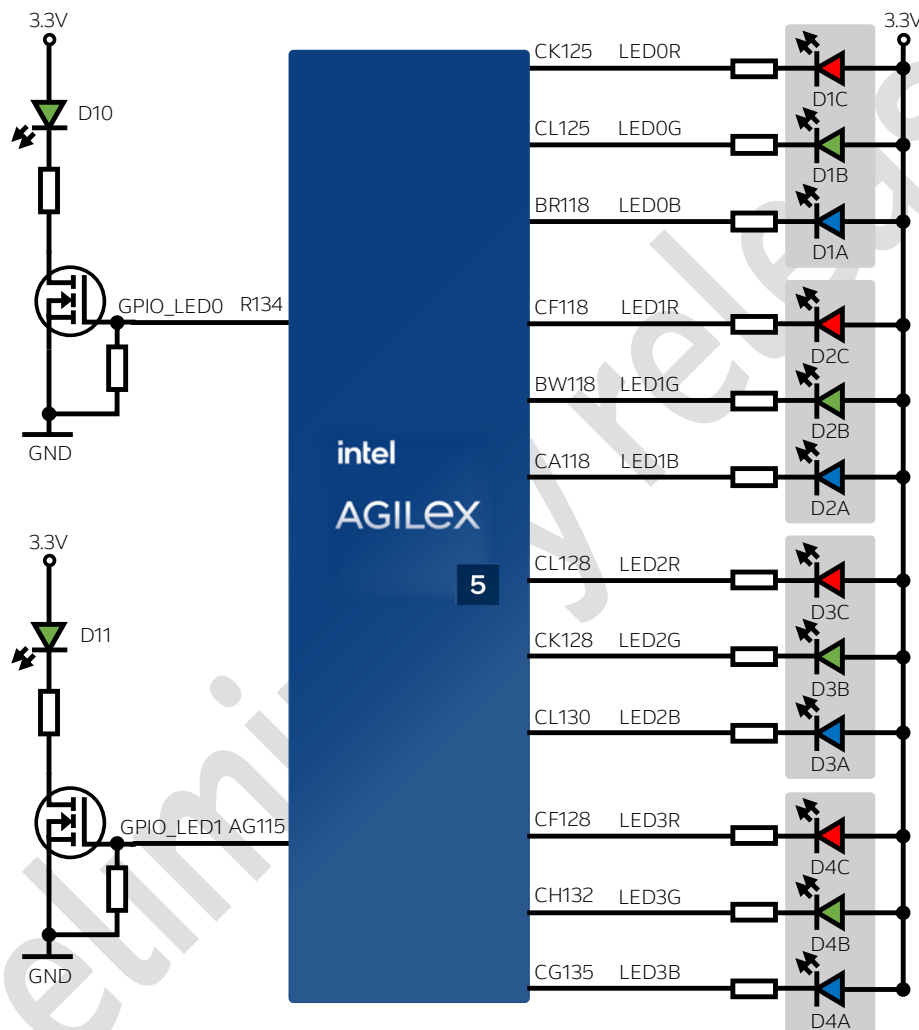 3.3V
D10
GPIO_LED0 R134
GND
3.3V
D11
GPIO_LED1 AG115
GND
intel
AGILEX
5
3.3V
CK125 LED0R
D1C
CL125 LED0G
D1B
BR118 LED0B
D1A
CF118 LED1R
D2C
BW118 LED1G
D2B
CA118 LED1B
D2A
CL128 LED2R
D3C
CK128 LED2G
D3B
CL130 LED2B
D3A
CF128 LED3R
D4C
CH132 LED3G
D4B
CG135 LED3B
D4A